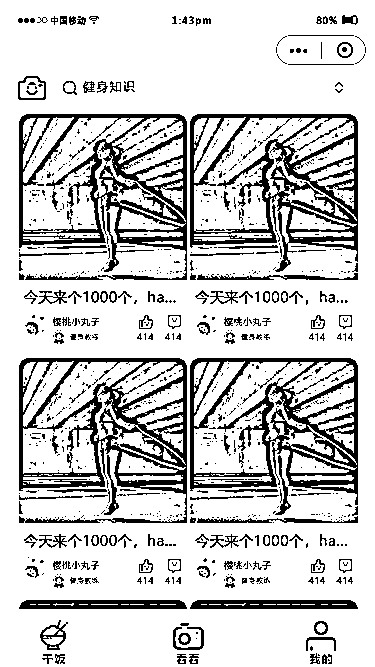 中国移动 1:43pm 80%
健身知识
今天来个1000个，ha... 今天来个1000个，ha...
樱桃小丸子 樱桃小丸子
健身教练 414 414 健身教练 414 414
今天来个1000个，ha... 今天来个1000个，ha...
樱桃小丸子 樱桃小丸子
健身教练 414 414 健身教练 414 414
干饭 看看 我的